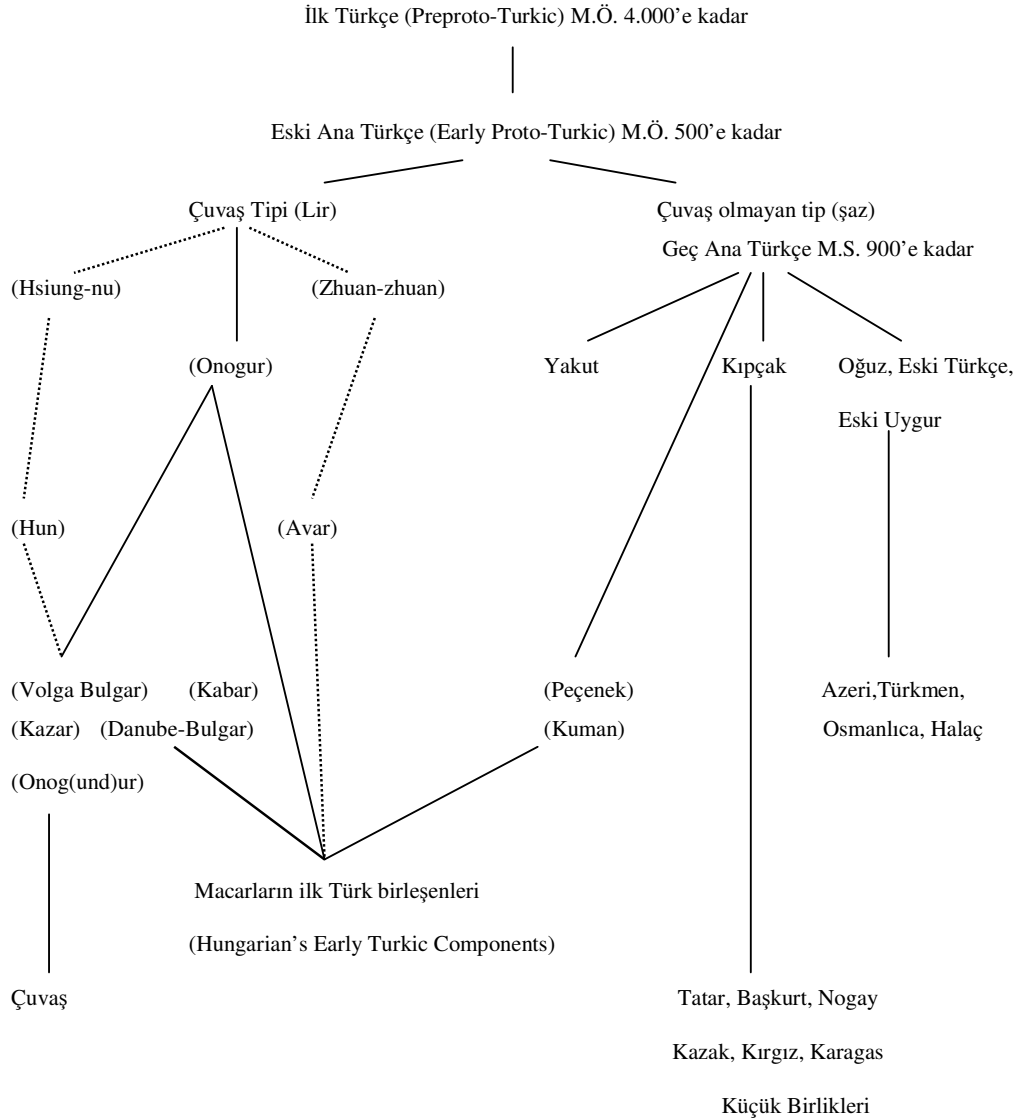 İlk Türkçe (Preproto-Turkic) M.Ö. 4.000’e kadar
Eski Ana Türkçe (Early Proto-Turkic) M.Ö. 500’e kadar
Çuvaş Tipi (Lir)
Çuvaş olmayan tip (şaz)
Geç Ana Türkçe M.S. 900’e kadar
(Hsiung-nu)
(Zhuan-zhuan)
(Onogur)
Yakut
Kıpçak
Oğuz, Eski Türkçe,
Eski Uygur
(Hun)
(Avar)
(Volga Bulgar) (Kabar)
(Kazar) (Danube-Bulgar)
(Onog(und)ur)
(Peçenek)
(Kuman)
Azeri,Türkmen,
Osmanlıca, Halaç
Macarların ilk Türk birleşenleri
(Hungarian’s Early Turkic Components)
Çuvaş
Tatar, Başkurt, Nogay
Kazak, Kırgız, Karagas
Küçük Birlikleri